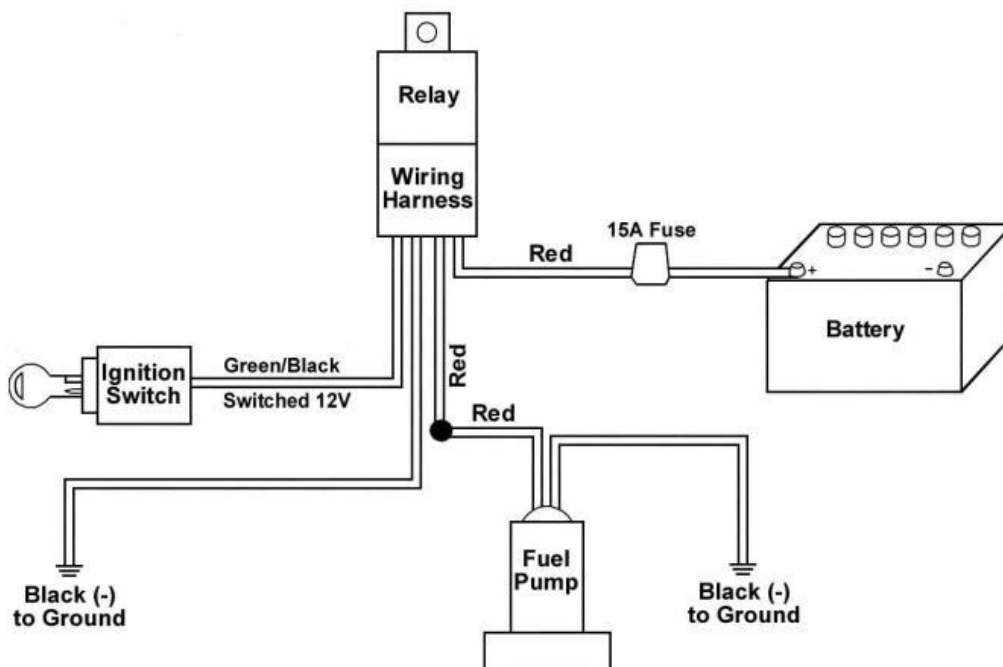 Relay
Wiring
Harness
15A Fuse
Red
+
-
Battery
Ignition
Switch
Green/Black
Switched 12V
Red
Red
Fuel
Pump
Black (-)
to Ground
Black (-)
to Ground